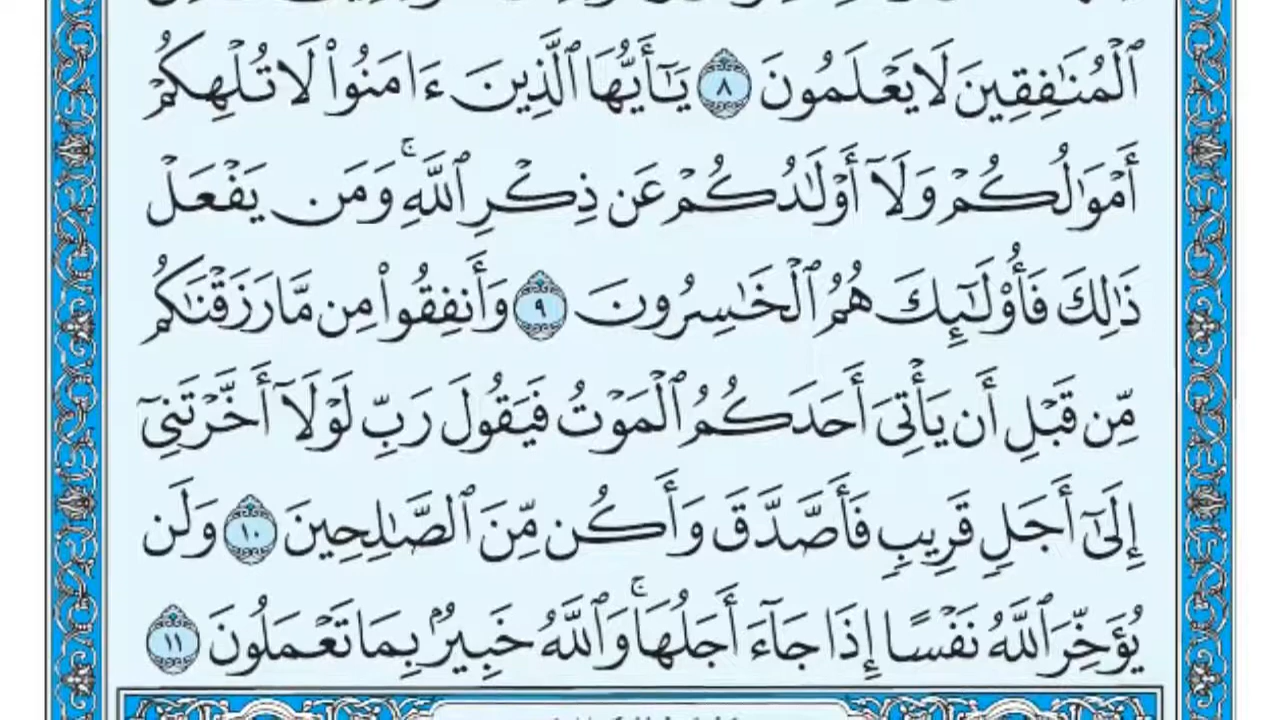 ٱلْمُنَٰفِقِينَ لَا يَعْلَمُونَ ٨ يَٰٓأَيُّهَا ٱلَّذِينَ ءَامَنُوا۟ لَا تُلْهِكُمْ
أَمْوَٰلُكُمْ وَلَآ أَوْلَٰدُكُمْ عَن ذِكْرِ ٱللَّهِ ۚ وَمَن يَفْعَلْ
ذَٰلِكَ فَأُو۟لَٰٓئِكَ هُمُ ٱلْخَٰسِرُونَ ٩ وَأَنفِقُوا۟ مِن مَّا رَزَقْنَٰكُم
مِّن قَبْلِ أَن يَأْتِىَ أَحَدَكُمُ ٱلْمَوْتُ فَيَقُولَ رَبِّ لَوْلَآ أَخَّرْتَنِىٓ
إِلَىٰٓ أَجَلٍ قَرِيبٍ فَأَصَّدَّقَ وَأَكُن مِّنَ ٱلصَّٰلِحِينَ ١٠ وَلَن
يُؤَخِّرَ ٱللَّهُ نَفْسًا إِذَا جَآءَ أَجَلُهَا ۚ وَٱللَّهُ خَبِيرٌۢ بِمَا تَعْمَلُونَ ١١